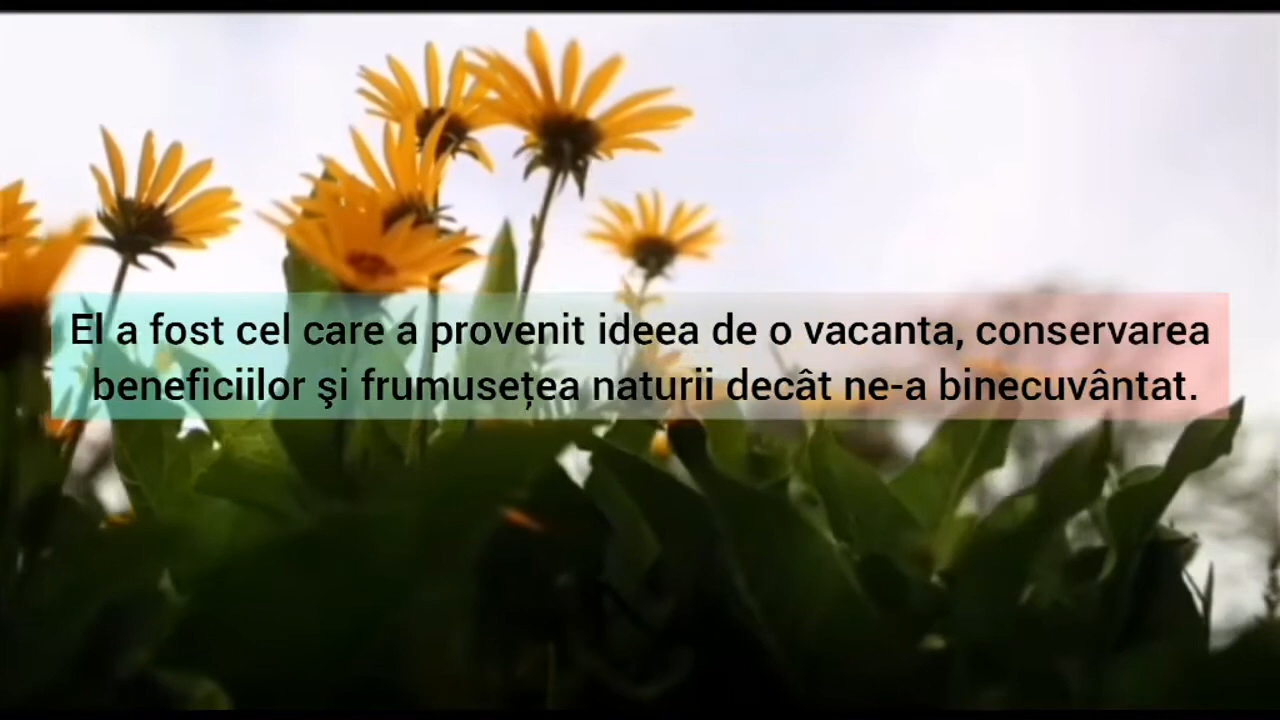 El a fost cel care a provenit ideea de o vacanta, conservarea
beneficiilor şi frumusețea naturii decât ne-a binecuvântat.